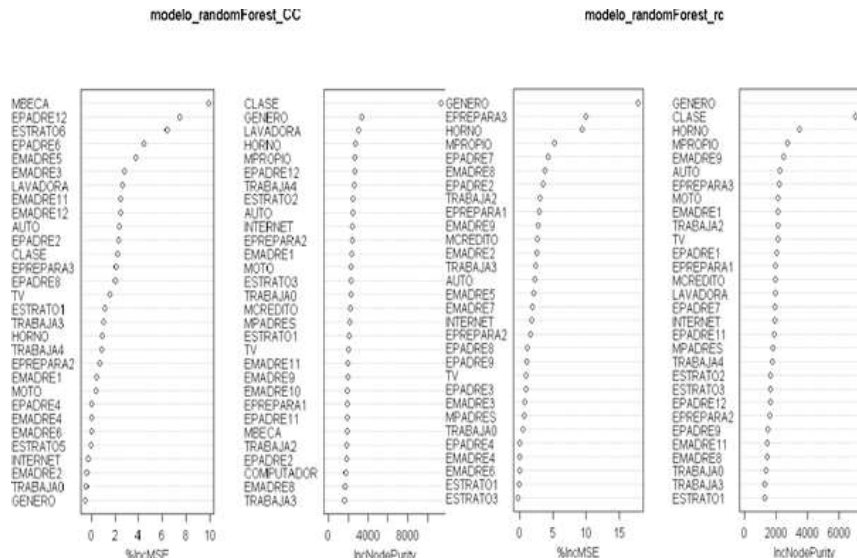 modelo_randomForest_CC
MBECA
EPADRE12
ESTRATO6
EPADRE6
EMADRE5
EMADRE3
LAVADORA
EMADRE11
EMADRE12
AUTO
EPADRE2
CLASE
EPREPARA3
EPADRE8
TV
ESTRATO1
TRABAJA3
HORNO
TRABAJA4
EPREPARA2
EMADRE1
MOTO
EPADRE4
EMADRE4
EMADRE6
ESTRATO5
INTERNET
EMADRE2
TRABAJA0
GENERO
0 2 4 6 8 10
%IncMSE
CLASE
GENERO
LAVADORA
HORNO
MPROPIO
EPADRE12
TRABAJA4
ESTRATO2
AUTO
INTERNET
EPREPARA2
EMADRE1
MOTO
ESTRATO3
TRABAJA0
MCREDITO
MPADRES
ESTRATO1
TV
EMADRE11
EMADRE9
EMADRE10
EPREPARA1
EPADRE11
MBECA
TRABAJA2
EPADRE2
COMPUTADOR
EMADRE8
TRABAJA3
0 4000 8000
IncNodePurity
modelo_randomForest_rc
GENERO
EPREPARA3
HORNO
MPROPIO
EPADRE7
EMADRE8
EPADRE2
TRABAJA2
EPREPARA1
EMADRE9
MCREDITO
EMADRE2
TRABAJA3
AUTO
EMADRE5
EMADRE7
INTERNET
EPREPARA2
EPADRE8
EPADRE9
TV
EPADRE3
EMADRE3
MPADRES
TRABAJA0
EPADRE4
EMADRE4
EMADRE6
ESTRATO1
ESTRATO3
0 5 10 15
%IncMSE
GENERO
CLASE
HORNO
MPROPIO
EMADRE9
AUTO
EPREPARA3
MOTO
EMADRE1
TRABAJA2
TV
EPADRE1
EPREPARA1
MCREDITO
LAVADORA
EPADRE7
INTERNET
EPADRE11
MPADRES
TRABAJA4
ESTRATO2
ESTRATO3
EPADRE12
EPREPARA2
EPADRE9
EMADRE11
EMADRE8
TRABAJA0
TRABAJA3
ESTRATO1
0 2000 4000 6000
IncNodePurity